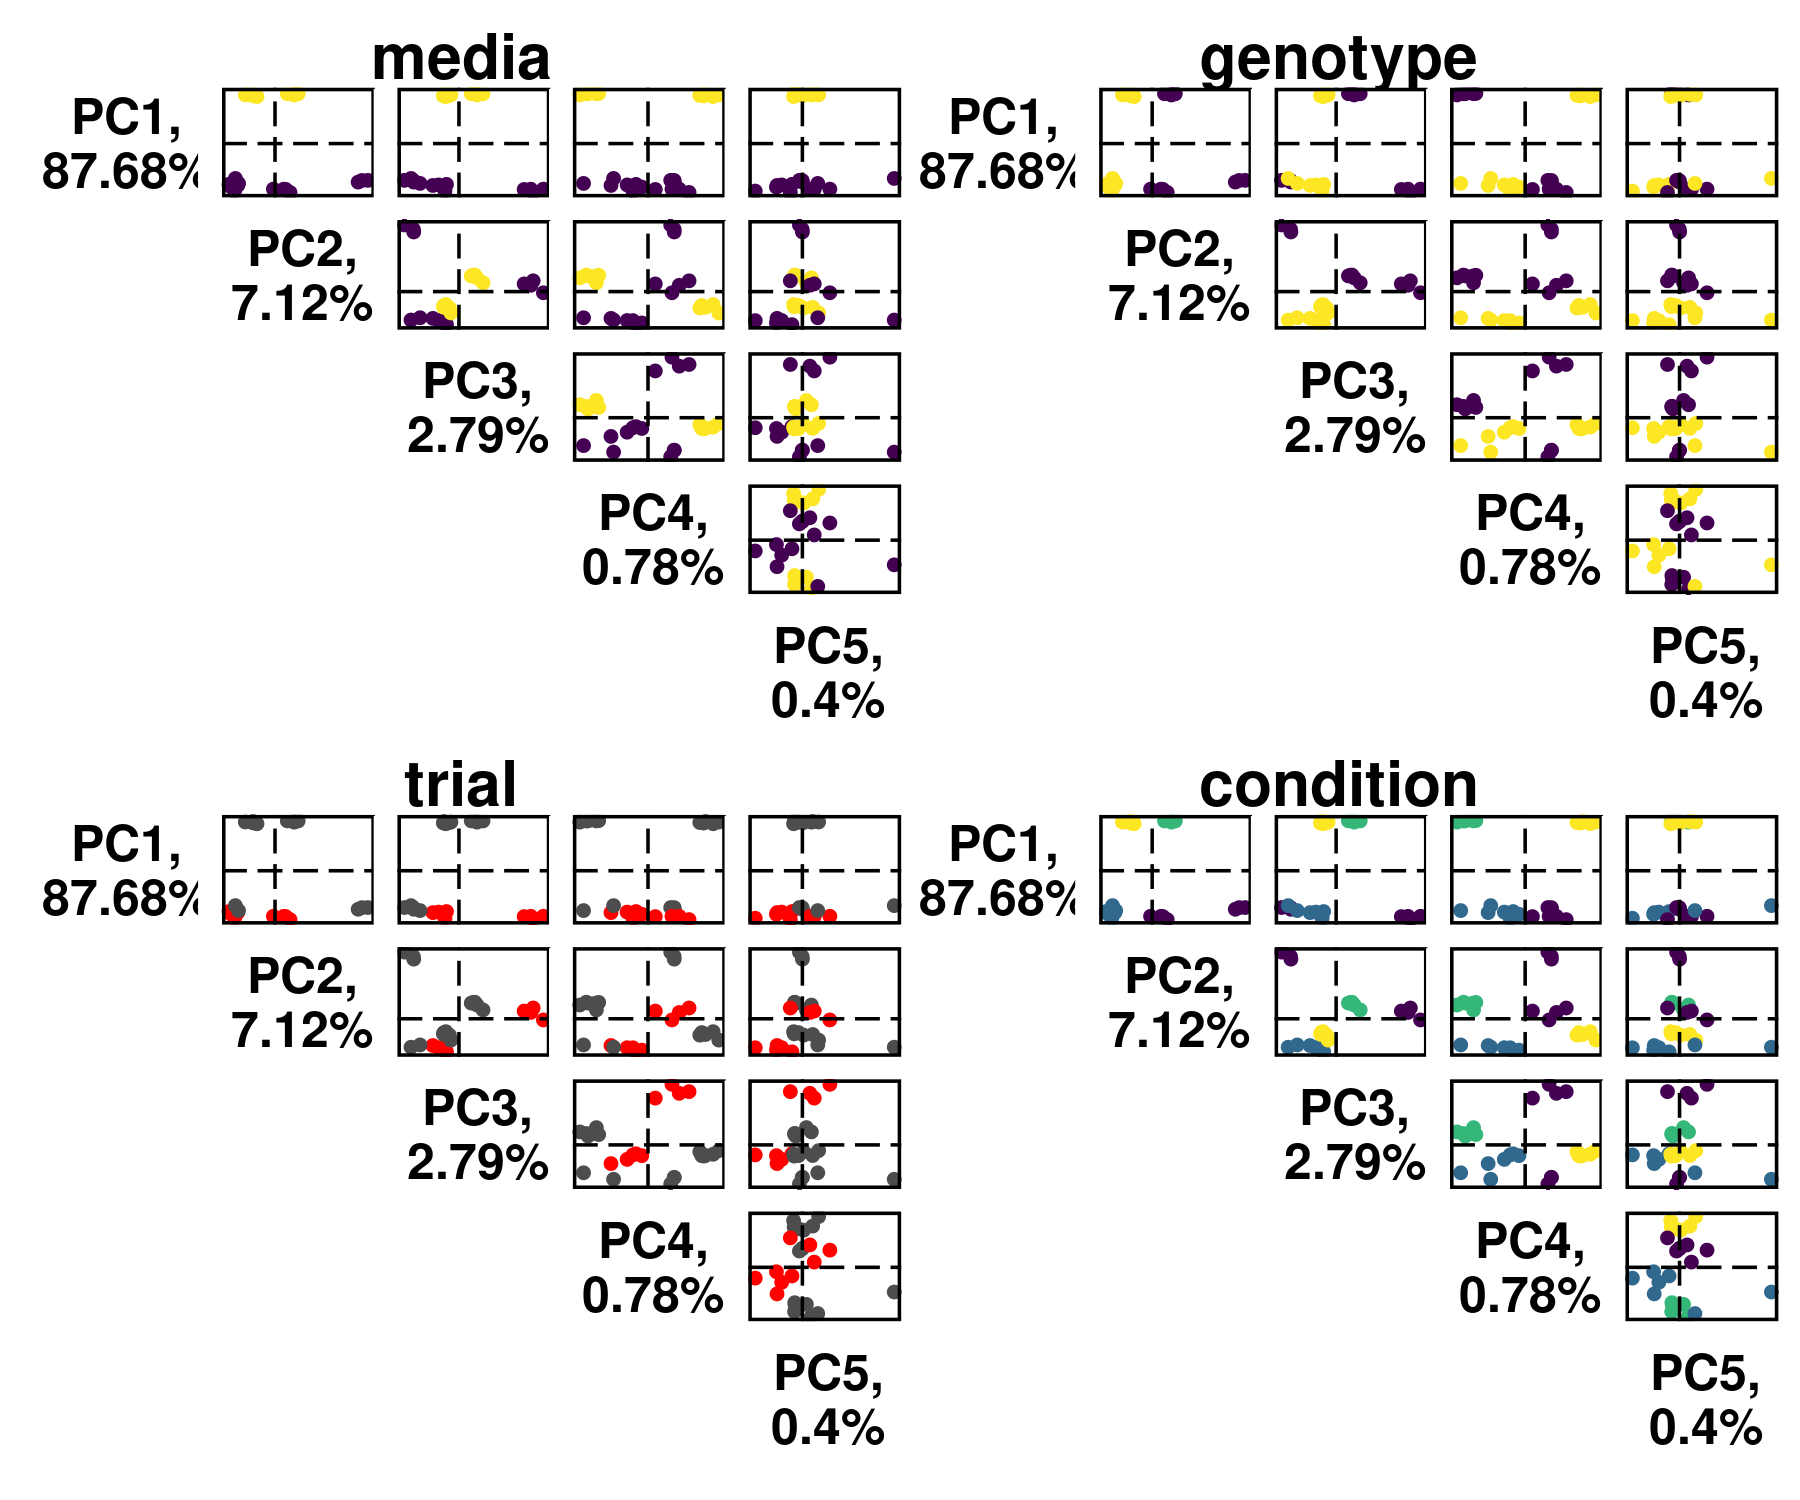 media
PC1,
87.68%
PC2,
7.12%
PC3,
2.79%
PC4,
0.78%
PC5,
0.4%
genotype
PC1,
87.68%
PC2,
7.12%
PC3,
2.79%
PC4,
0.78%
PC5,
0.4%
trial
PC1,
87.68%
PC2,
7.12%
PC3,
2.79%
PC4,
0.78%
PC5,
0.4%
condition
PC1,
87.68%
PC2,
7.12%
PC3,
2.79%
PC4,
0.78%
PC5,
0.4%